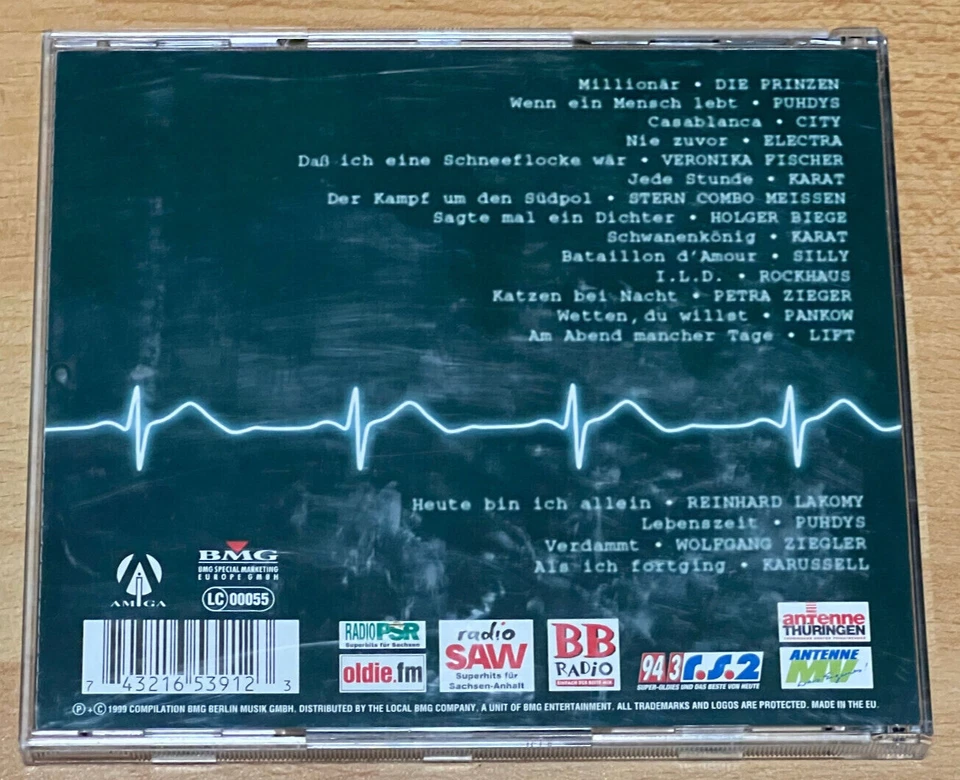 Millionär • DIE PRINZEN
Wenn ein Mensch lebt • PUHDYS
Casablanca • CITY
Nie zuvor • ELECTRA
Daß ich eine Schneeflocke wär • VERONIKA FISCHER
Jede Stunde • KARAT
Der Kampf um den Südpol • STERN COMBO MEISSEN
Sagte mal ein Dichter • HOLGER BIEGE
Schwanenkönig • KARAT
Bataillon d'Amour • SILLY
I.L.D. • ROCKHAUS
Katzen bei Nacht • PETRA ZIEGER
Wetten, du willst • PANKOW
Am Abend mancher Tage • LIFT
Heute bin ich allein • REINHARD LAKOMY
Lebenszeit • PUHDYS
Verdammt • WOLFGANG ZIEGLER
Als ich fortging • KARUSSELL
AMIGA
BMG
BMG SPECIAL MARKETING
EUROPE GMBH
LC 00055
7 43216 53912 3
RADIO PSR
Superhits für Sachsen
oldie.fm
radio
SAW
Superhits für
Sachsen-Anhalt
BB
RADIO
94,3 r.s.2
SUPER-OLDIES UND DAS BESTE VON HEUTE
antenne
THÜRINGEN
ANTENNE
MV
℗ + © 1999 COMPILATION BMG BERLIN MUSIK GMBH. DISTRIBUTED BY THE LOCAL BMG COMPANY. A UNIT OF BMG ENTERTAINMENT. ALL TRADEMARKS AND LOGOS ARE PROTECTED. MADE IN THE EU.